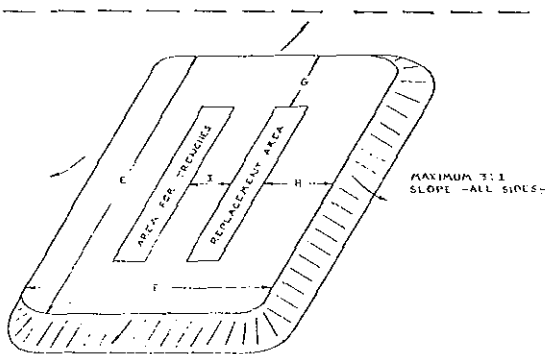 G
AREA FOR TRENCHES
REPLACEMENT AREA
E
I
H
MAXIMUM 3:1
SLOPE -ALL SIDES-
F